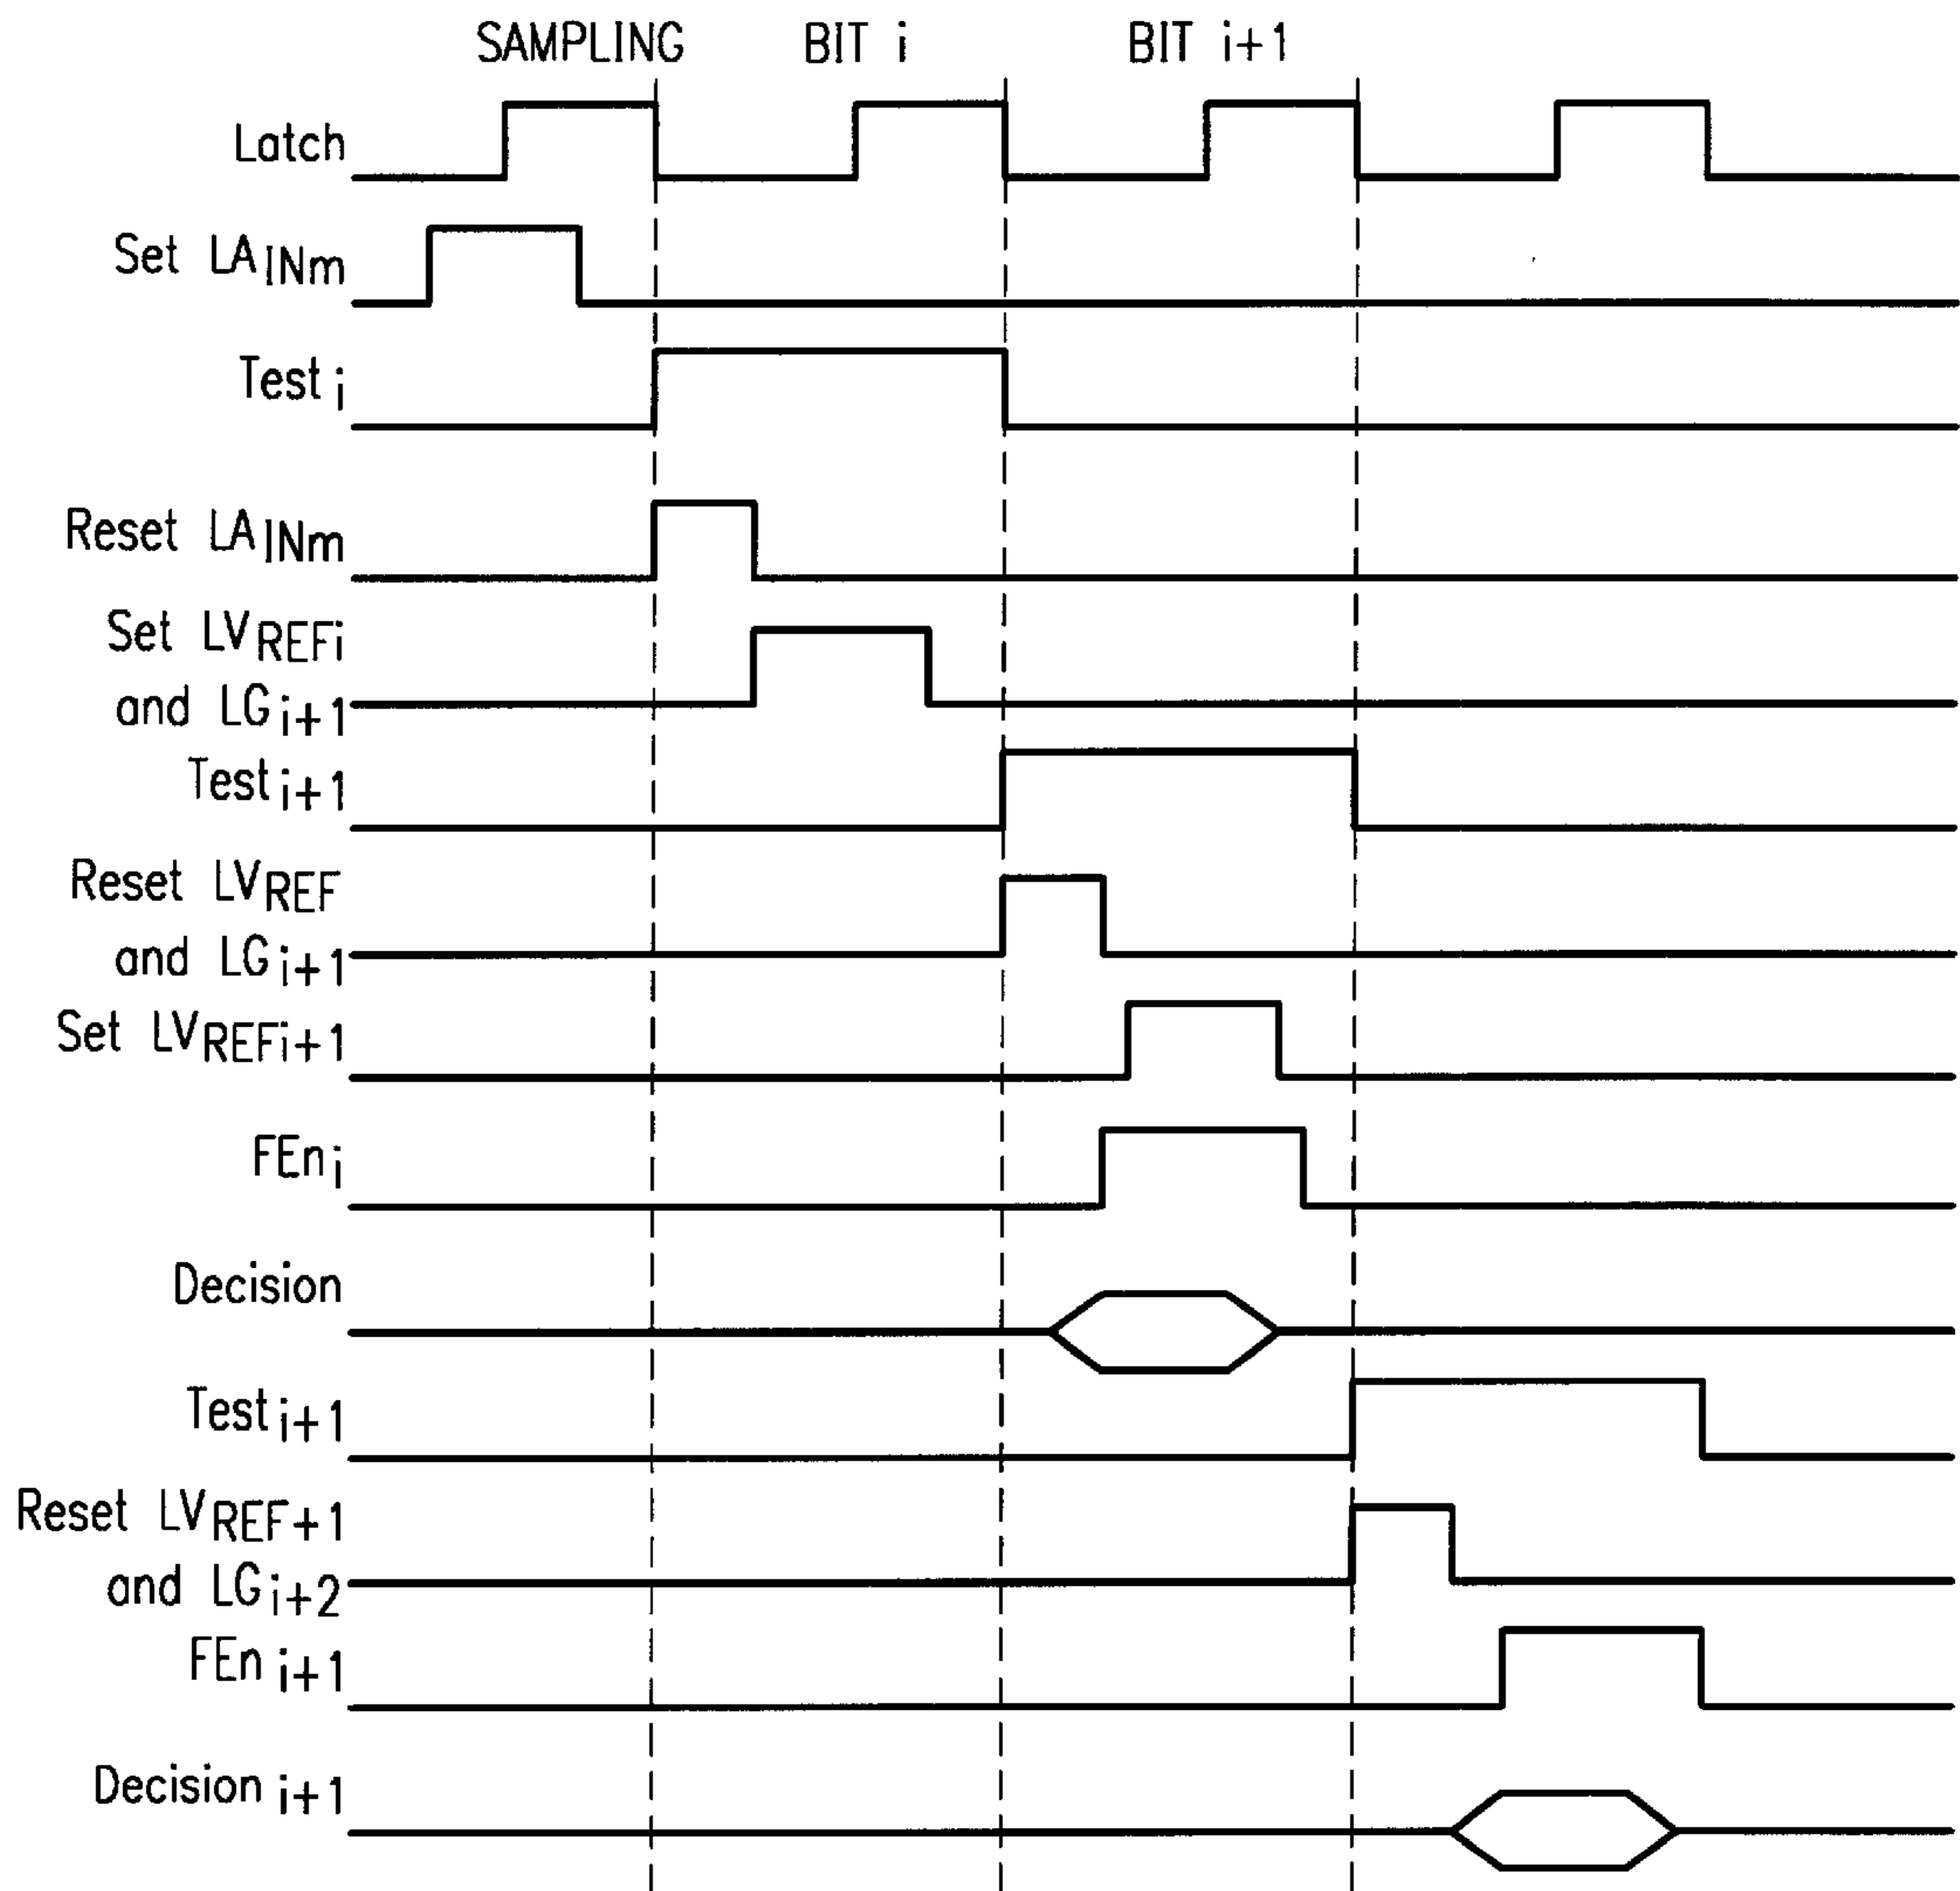 SAMPLING BIT i BIT i+1
Latch
Set LAINm
Test i
Reset LAINm
Set LVREFi
and LGi+1
Test i+1
Reset LVREF
and LGi+1
Set LVREFi+1
FEni
Decision
Test i+1
Reset LVREF+1
and LGi+2
FEn i+1
Decision i+1